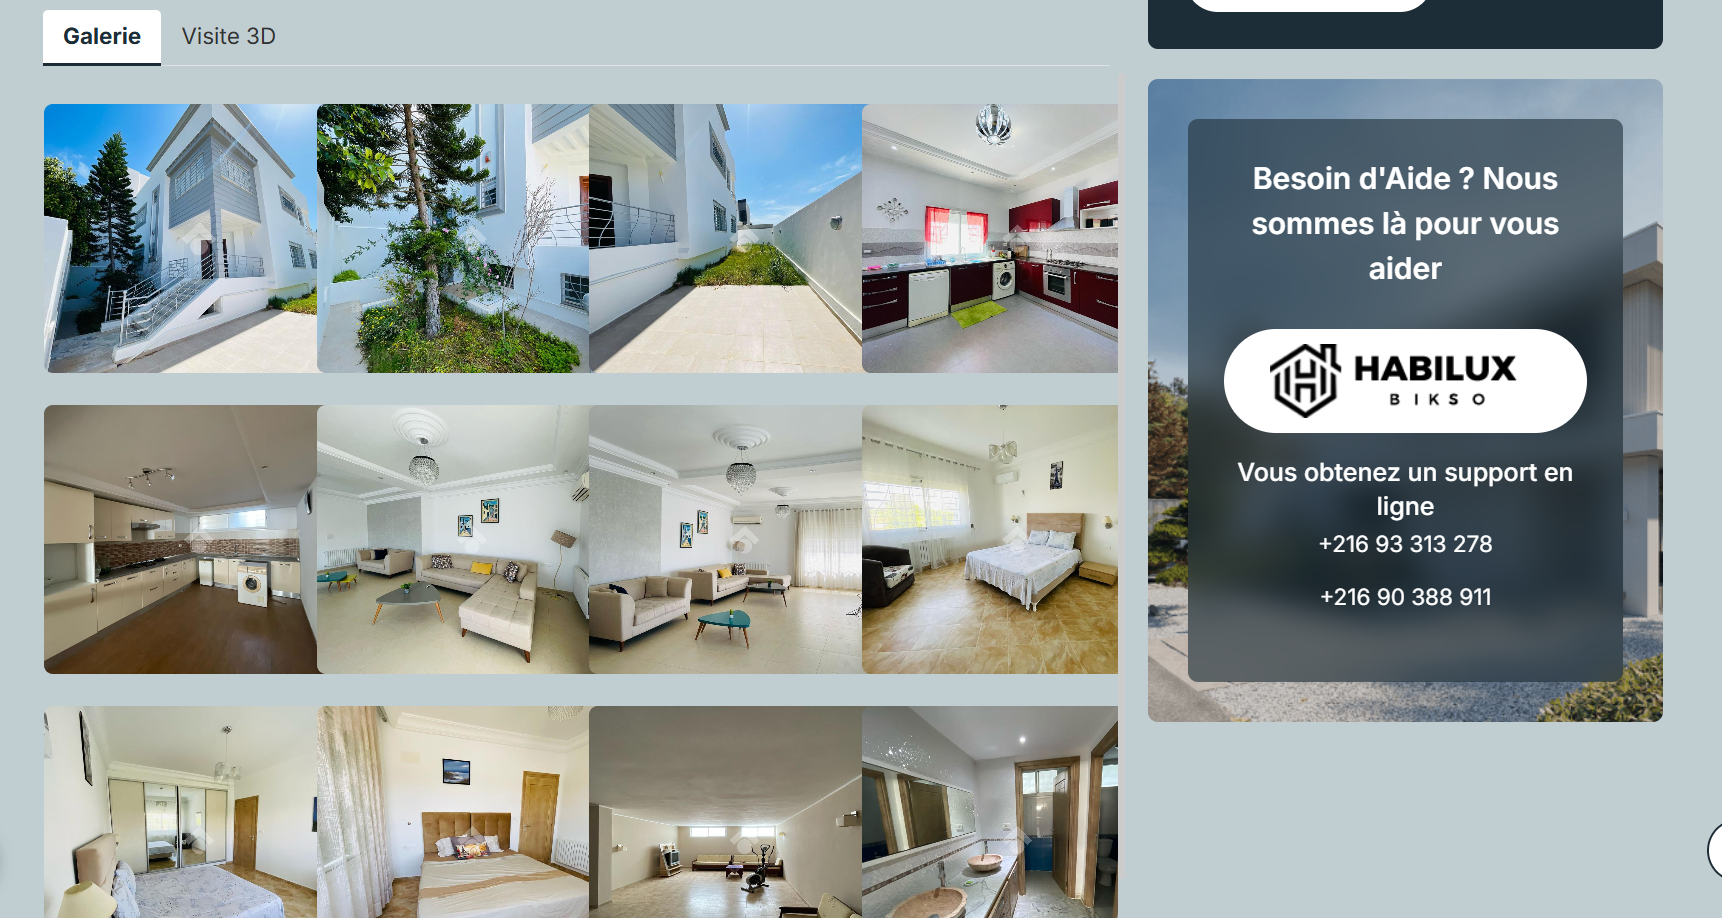 Galerie
Visite 3D
Besoin d'Aide ? Nous
sommes là pour vous
aider
HABILUX
BIKSO
Vous obtenez un support en
ligne
+216 93 313 278
+216 90 388 911